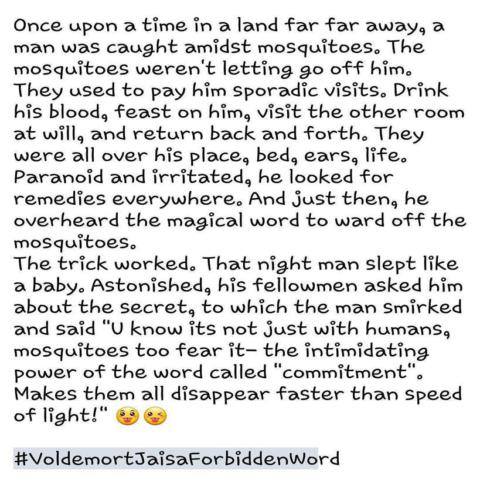 Once upon a time in a land far far away, a
man was caught amidst mosquitoes. The
mosquitoes weren't letting go off him.
They used to pay him sporadic visits. Drink
his blood, feast on him, visit the other room
at will, and return back and forth. They
were all over his place, bed, ears, life.
Paranoid and irritated, he looked for
remedies everywhere. And just then, he
overheard the magical word to ward off the
mosquitoes.
The trick worked. That night man slept like
a baby. Astonished, his fellowmen asked him
about the secret, to which the man smirked
and said "U know its not just with humans,
mosquitoes too fear it- the intimidating
power of the word called "commitment".
Makes them all disappear faster than speed
of light!" 😛😜
#VoldemortJaisaForbiddenWord